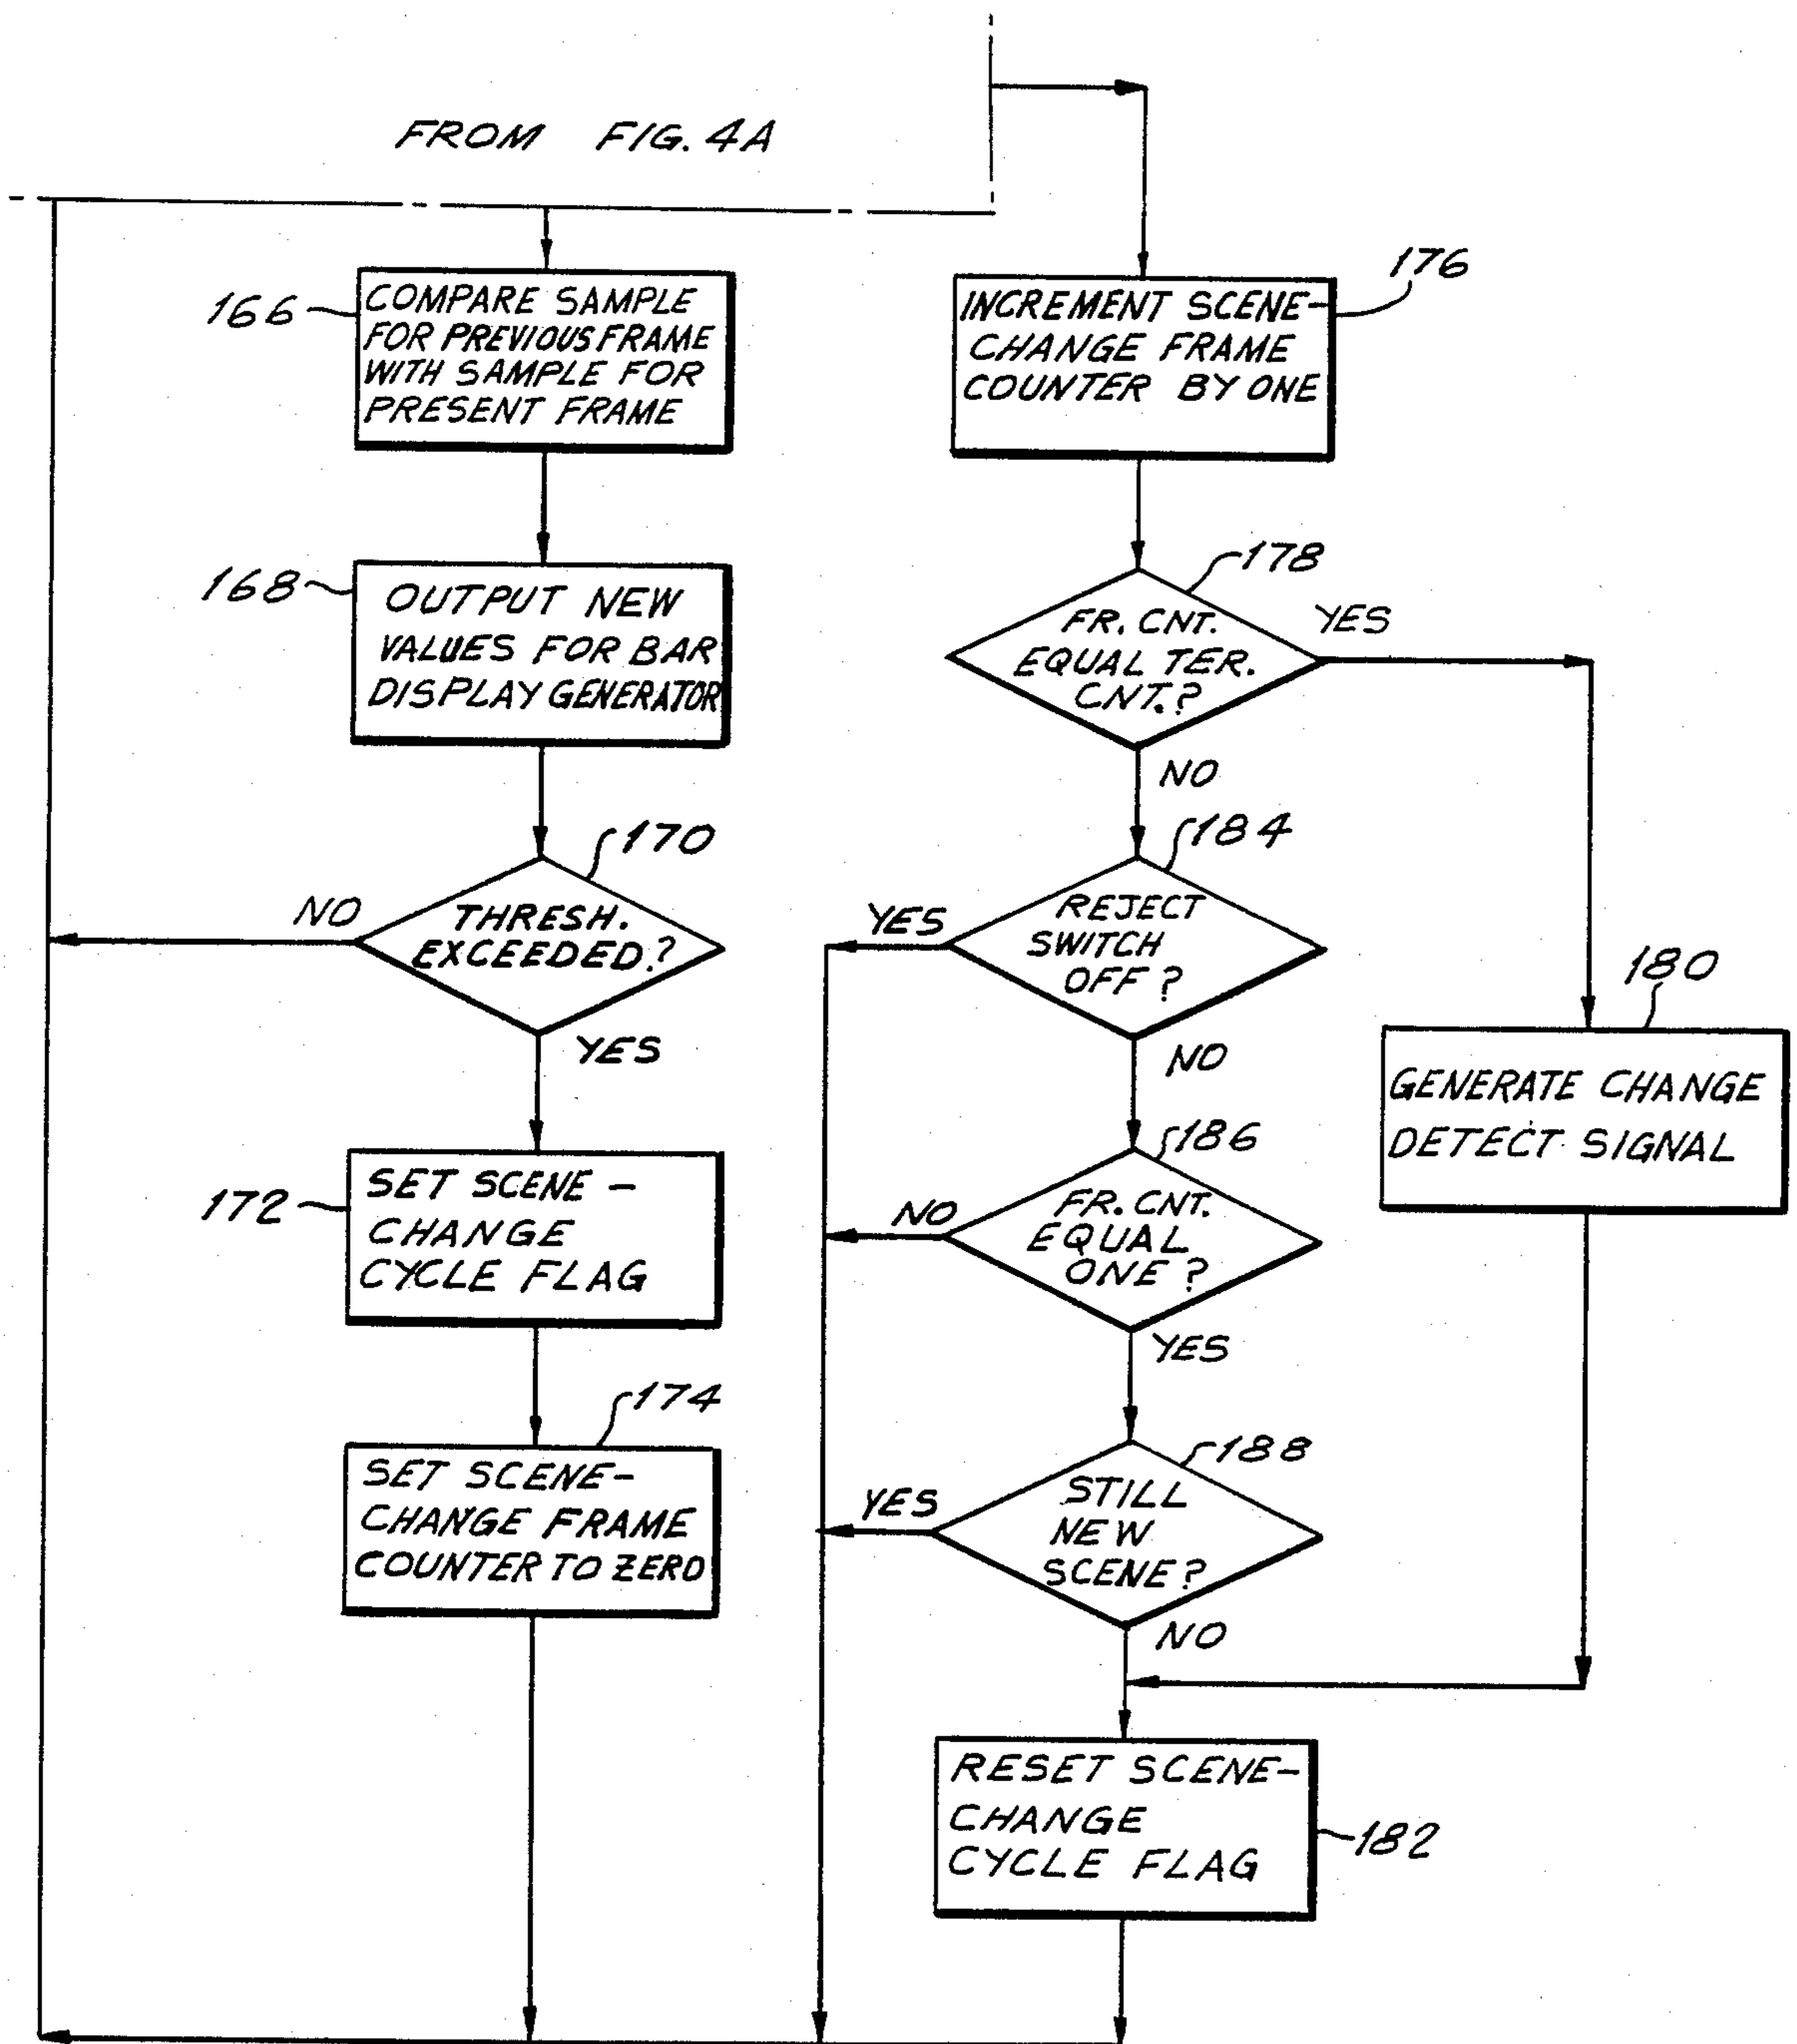 FROM FIG. 4A
166
COMPARE SAMPLE
FOR PREVIOUS FRAME
WITH SAMPLE FOR
PRESENT FRAME
168
OUTPUT NEW
VALUES FOR BAR
DISPLAY GENERATOR
170
THRESH.
EXCEEDED?
NO
YES
172
SET SCENE -
CHANGE
CYCLE FLAG
174
SET SCENE-
CHANGE FRAME
COUNTER TO ZERO
176
INCREMENT SCENE-
CHANGE FRAME
COUNTER BY ONE
178
FR. CNT.
EQUAL TER.
CNT.?
YES
NO
184
REJECT
SWITCH
OFF?
YES
NO
186
FR. CNT.
EQUAL
ONE?
NO
YES
188
STILL
NEW
SCENE?
YES
NO
180
GENERATE CHANGE
DETECT SIGNAL
RESET SCENE-
CHANGE
CYCLE FLAG
182